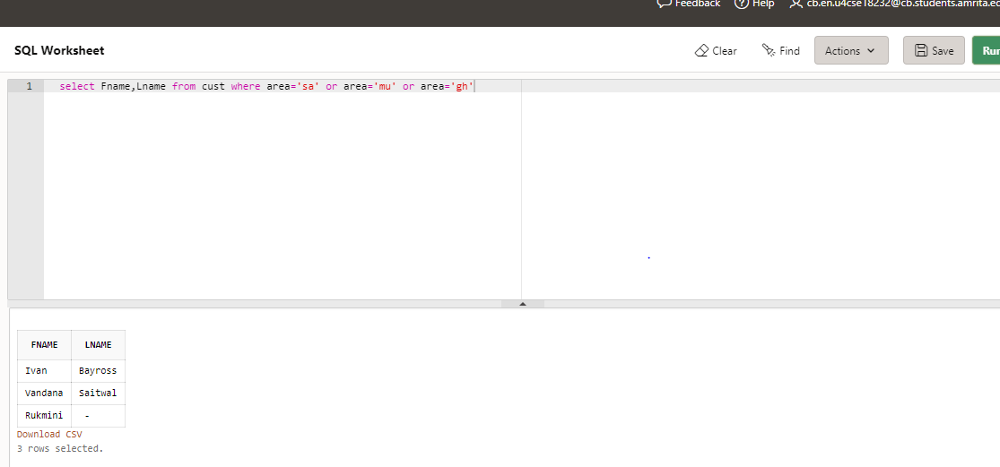 Feedback Help cb.en.u4cse18232@cb.students.amrita.ed
SQL Worksheet Clear Find Actions Save Run
1 select Fname,Lname from cust where area='sa' or area='mu' or area='gh'
FNAME LNAME
Ivan Bayross
Vandana Saitwal
Rukmini -
Download CSV
3 rows selected.